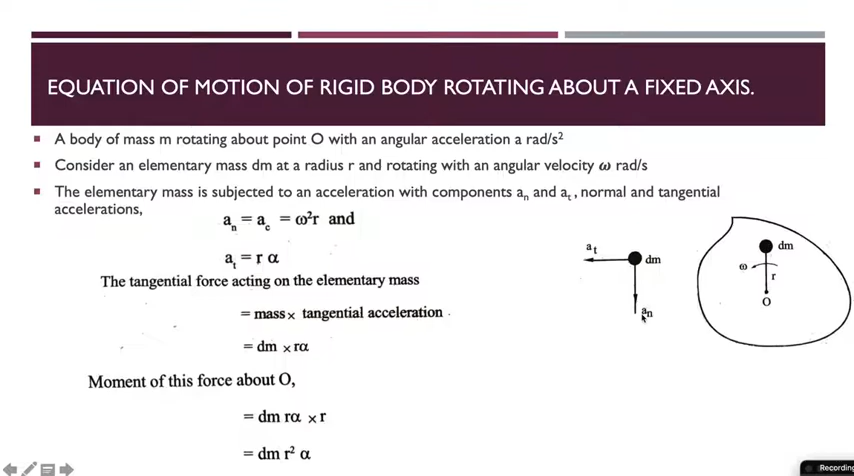 EQUATION OF MOTION OF RIGID BODY ROTATING ABOUT A FIXED AXIS.
A body of mass m rotating about point O with an angular acceleration a rad/s²
Consider an elementary mass dm at a radius r and rotating with an angular velocity ω rad/s
The elementary mass is subjected to an acceleration with components aₙ and aₜ, normal and tangential
accelerations,
aₙ = a꜀ = ω²r and
aₜ = r α
The tangential force acting on the elementary mass
= mass × tangential acceleration
= dm × rα
Moment of this force about O,
= dm rα × r
= dm r² α
aₜ
dm
aₙ
dm
ω
r
O
Recording